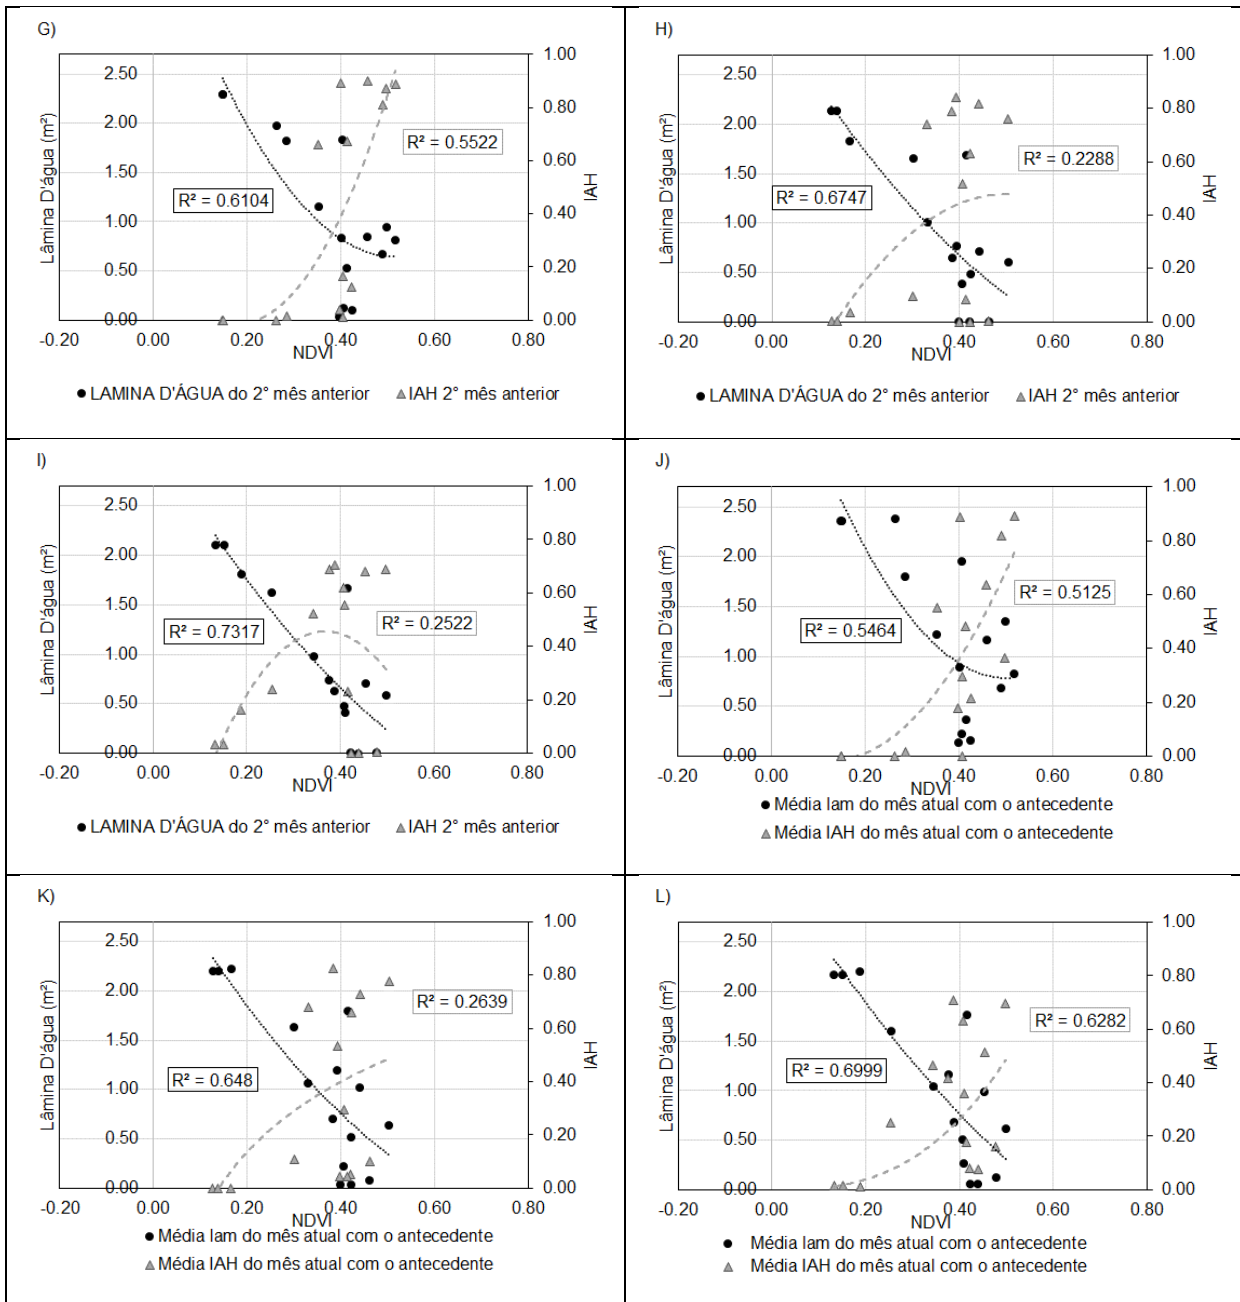 G)
1.00
2.50
0.80
2.00
R² = 0.5522
0.60
1.50
R² = 0.6104
0.40
1.00
0.20
0.50
0.00
0.00
-0.20
0.00
0.20
0.40
0.60
0.80
NDVI
Lâmina D'água (m²)
IAH
LAMINA D'ÁGUA do 2° mês anterior
IAH 2° mês anterior
H)
1.00
2.50
0.80
2.00
R² = 0.2288
0.60
1.50
R² = 0.6747
0.40
1.00
0.20
0.50
0.00
0.00
-0.20
0.00
0.20
0.40
0.60
0.80
NDVI
Lâmina D'água (m²)
IAH
LAMINA D'ÁGUA do 2° mês anterior
IAH 2° mês anterior
I)
1.00
2.50
0.80
2.00
0.60
1.50
R² = 0.7317
R² = 0.2522
0.40
1.00
0.20
0.50
0.00
0.00
-0.20
0.00
0.20
0.40
0.60
0.80
NDVI
Lâmina D'água (m²)
IAH
LAMINA D'ÁGUA do 2° mês anterior
IAH 2° mês anterior
J)
1.00
2.50
0.80
2.00
R² = 0.5125
0.60
1.50
R² = 0.5464
0.40
1.00
0.20
0.50
0.00
0.00
-0.20
0.00
0.20
0.40
0.60
0.80
NDVI
Lâmina D'água (m²)
IAH
Média lam do mês atual com o antecedente
Média IAH do mês atual com o antecedente
K)
1.00
2.50
0.80
2.00
R² = 0.2639
0.60
1.50
R² = 0.648
0.40
1.00
0.20
0.50
0.00
0.00
-0.20
0.00
0.20
0.40
0.60
0.80
NDVI
Lâmina D'água (m²)
IAH
Média lam do mês atual com o antecedente
Média IAH do mês atual com o antecedente
L)
1.00
2.50
0.80
2.00
R² = 0.6282
0.60
1.50
R² = 0.6999
0.40
1.00
0.20
0.50
0.00
0.00
-0.20
0.00
0.20
0.40
0.60
0.80
NDVI
Lâmina D'água (m²)
IAH
Média lam do mês atual com o antecedente
Média IAH do mês atual com o antecedente